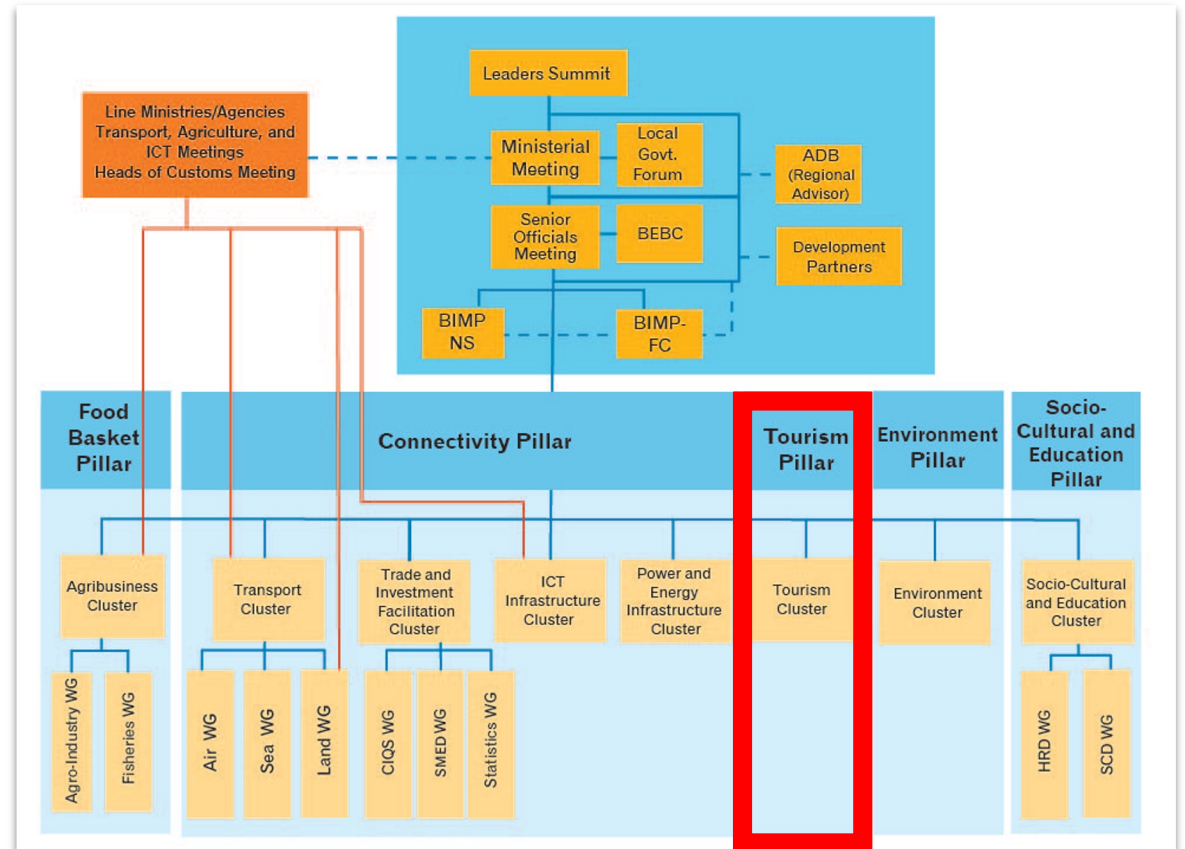 Leaders Summit
Line Ministries/Agencies
Transport, Agriculture, and
ICT Meetings
Heads of Customs Meeting
Ministerial
Meeting
Local
Govt.
Forum
ADB
(Regional
Advisor)
Senior
Officials
Meeting
BEBC
Development
Partners
BIMP
NS
BIMP-
FC
Food
Basket
Pillar
Connectivity Pillar
Tourism
Pillar
Environment
Pillar
Socio-
Cultural and
Education
Pillar
Agribusiness
Cluster
Transport
Cluster
Trade and
Investment
Facilitation
Cluster
ICT
Infrastructure
Cluster
Power and
Energy
Infrastructure
Cluster
Tourism
Cluster
Environment
Cluster
Socio-Cultural
and Education
Cluster
Agro-Industry WG
Fisheries WG
Air WG
Sea WG
Land WG
CIQS WG
SMED WG
Statistics WG
HRD WG
SCD WG